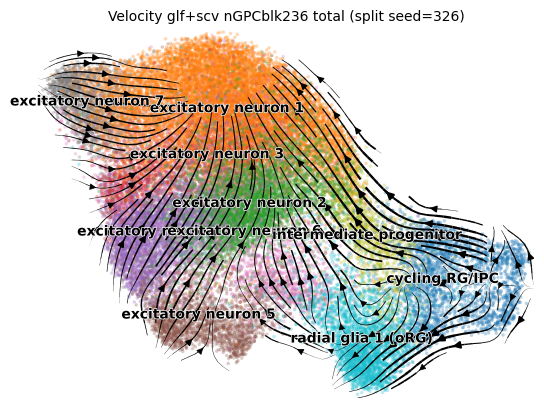 Velocity glf+scv nGPCblk236 total (split seed=326)
excitatory neuron 7
excitatory neuron 1
excitatory neuron 3
excitatory neuron 2
intermediate progenitor
cycling RG/IPC
excitatory neuron 5
radial glia 1 (oRG)